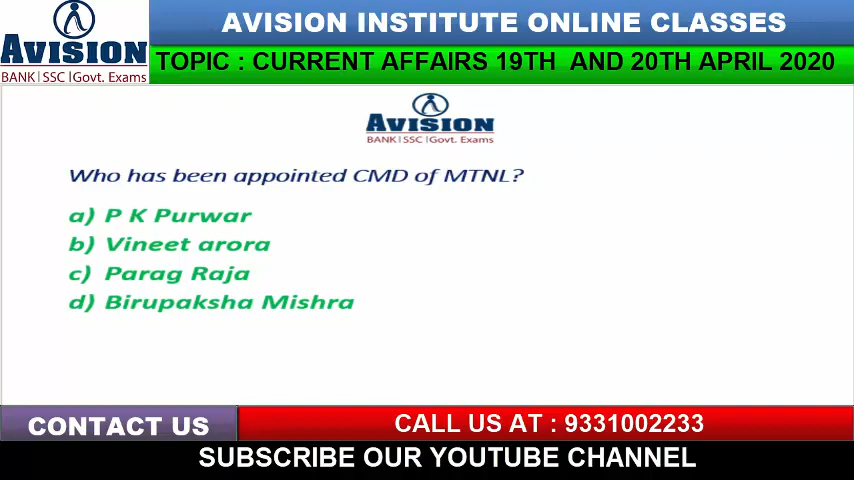 AVISION
BANK|SSC|Govt. Exams
AVISION INSTITUTE ONLINE CLASSES
TOPIC : CURRENT AFFAIRS 19TH AND 20TH APRIL 2020
AVISION
BANK|SSC|Govt. Exams
Who has been appointed CMD of MTNL?
a) P K Purwar
b) Vineet arora
c) Parag Raja
d) Birupaksha Mishra
CONTACT US
CALL US AT : 9331002233
SUBSCRIBE OUR YOUTUBE CHANNEL